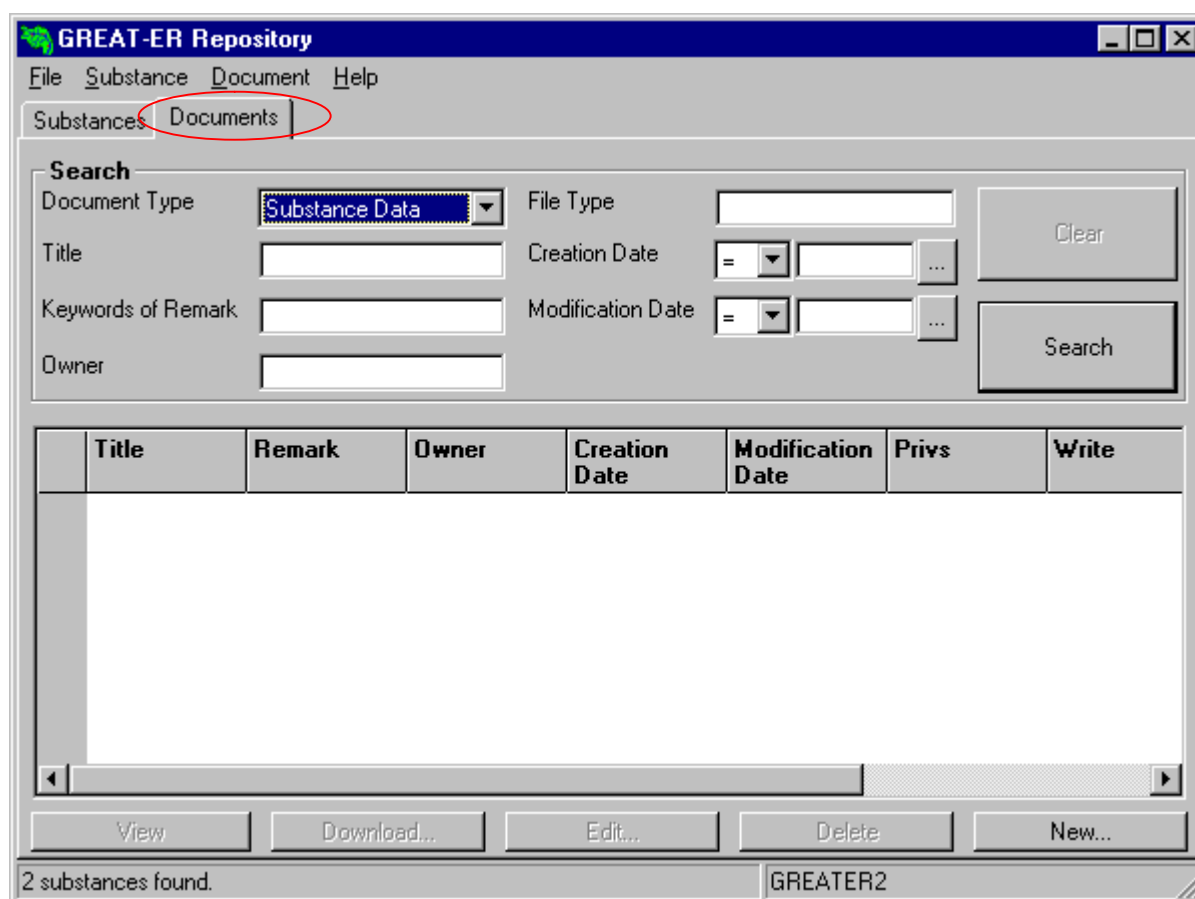 GREAT-ER Repository
File Substance Document Help
Substances Documents
Search
Document Type Substance Data File Type
Clear
Title Creation Date = ...
Keywords of Remark Modification Date = ...
Search
Owner
Title Remark Owner Creation Date Modification Date Privs Write
View Download... Edit... Delete New...
2 substances found. GREATER2